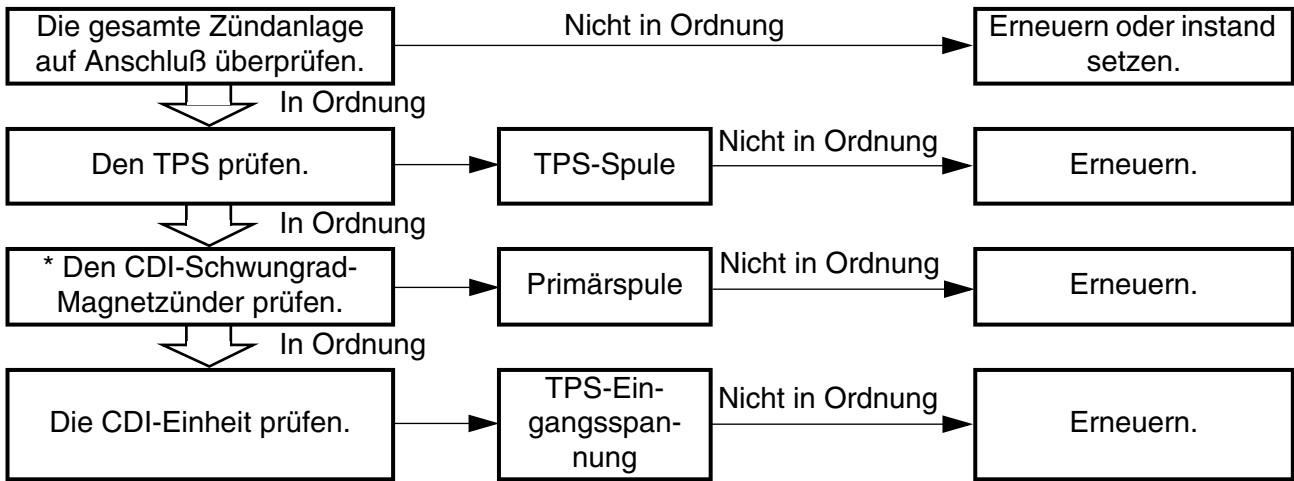 Die gesamte Zündanlage
auf Anschluß überprüfen.
Nicht in Ordnung
Erneuern oder instand
setzen.
In Ordnung
Den TPS prüfen.
TPS-Spule
Nicht in Ordnung
Erneuern.
In Ordnung
* Den CDI-Schwungrad-
Magnetzünder prüfen.
Primärspule
Nicht in Ordnung
Erneuern.
In Ordnung
Die CDI-Einheit prüfen.
TPS-Ein-
gangsspan-
nung
Nicht in Ordnung
Erneuern.